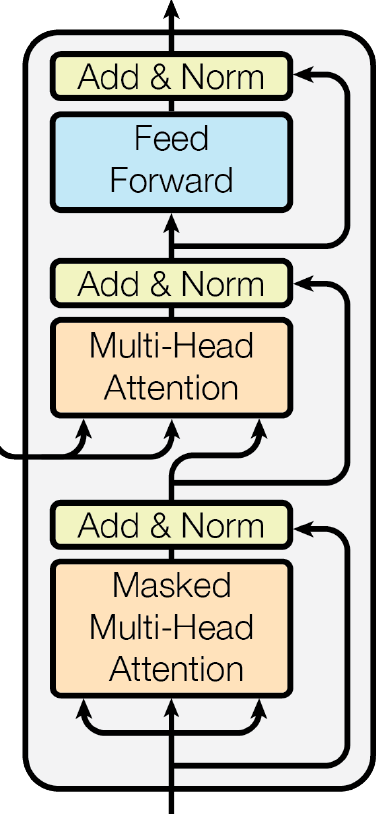 Add & Norm
Feed
Forward
Add & Norm
Multi-Head
Attention
Add & Norm
Masked
Multi-Head
Attention